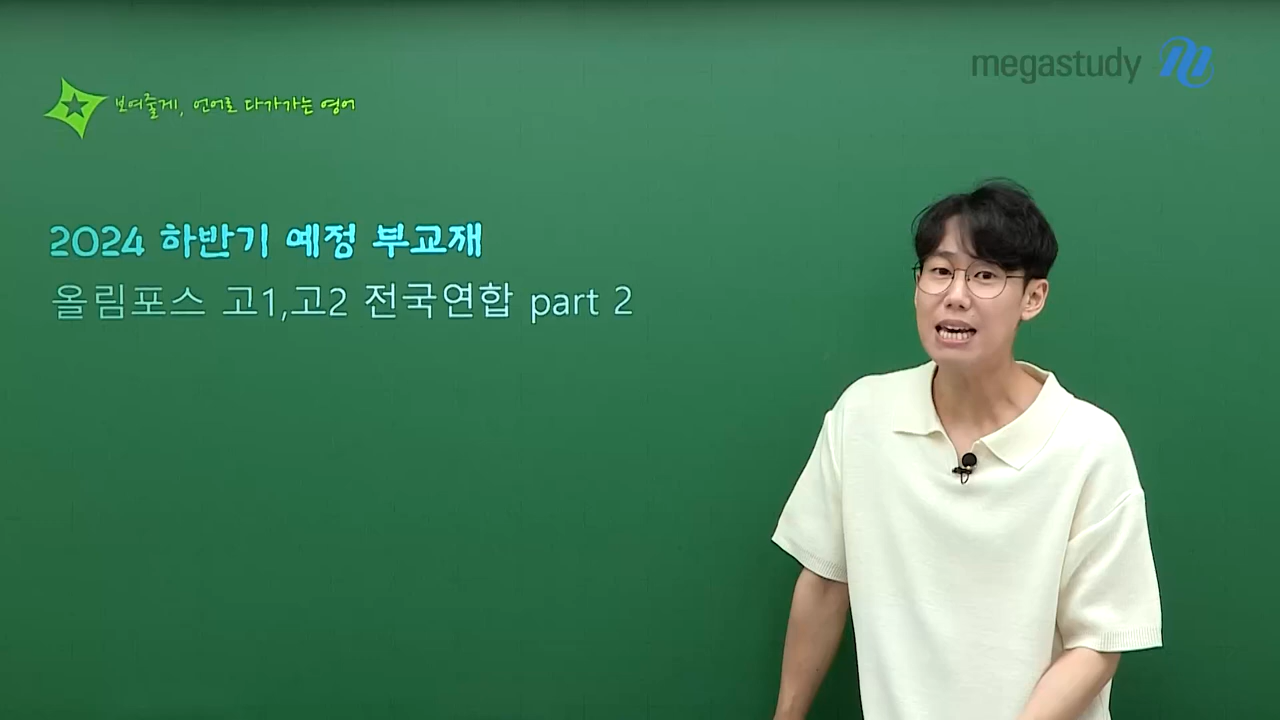 megastudy
보여줄게, 언어로 다가가는 영어
2024 하반기 예정 부교재
올림포스 고1,고2 전국연합 part 2